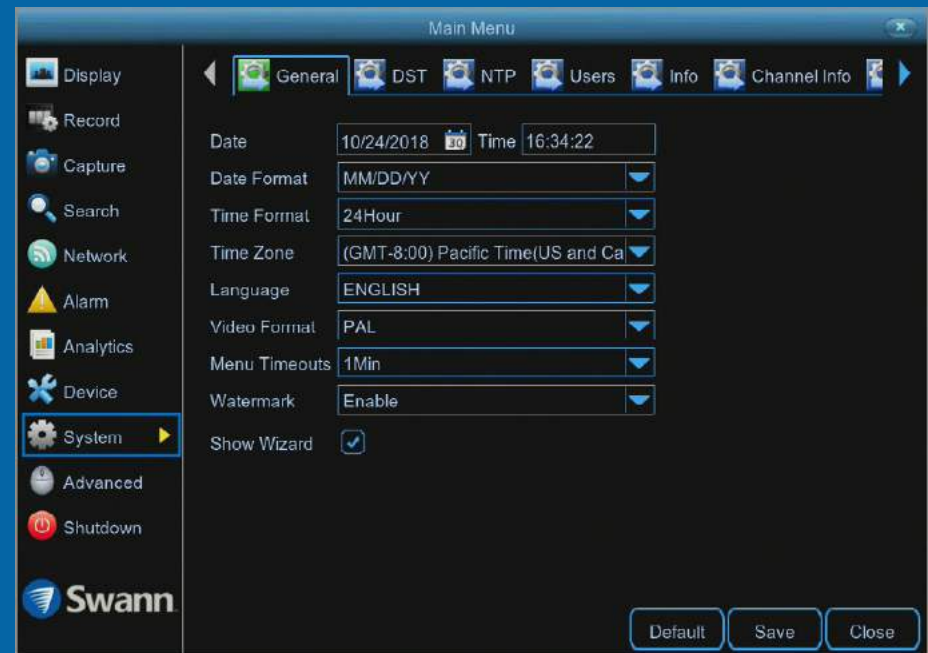 Main Menu
Display
Record
Capture
Search
Network
Alarm
Analytics
Device
System
Advanced
Shutdown
Swann
General DST NTP Users Info Channel Info
Date 10/24/2018 30 Time 16:34:22
Date Format MM/DD/YY
Time Format 24Hour
Time Zone (GMT-8:00) Pacific Time(US and Ca
Language ENGLISH
Video Format PAL
Menu Timeouts 1Min
Watermark Enable
Show Wizard
Default Save Close